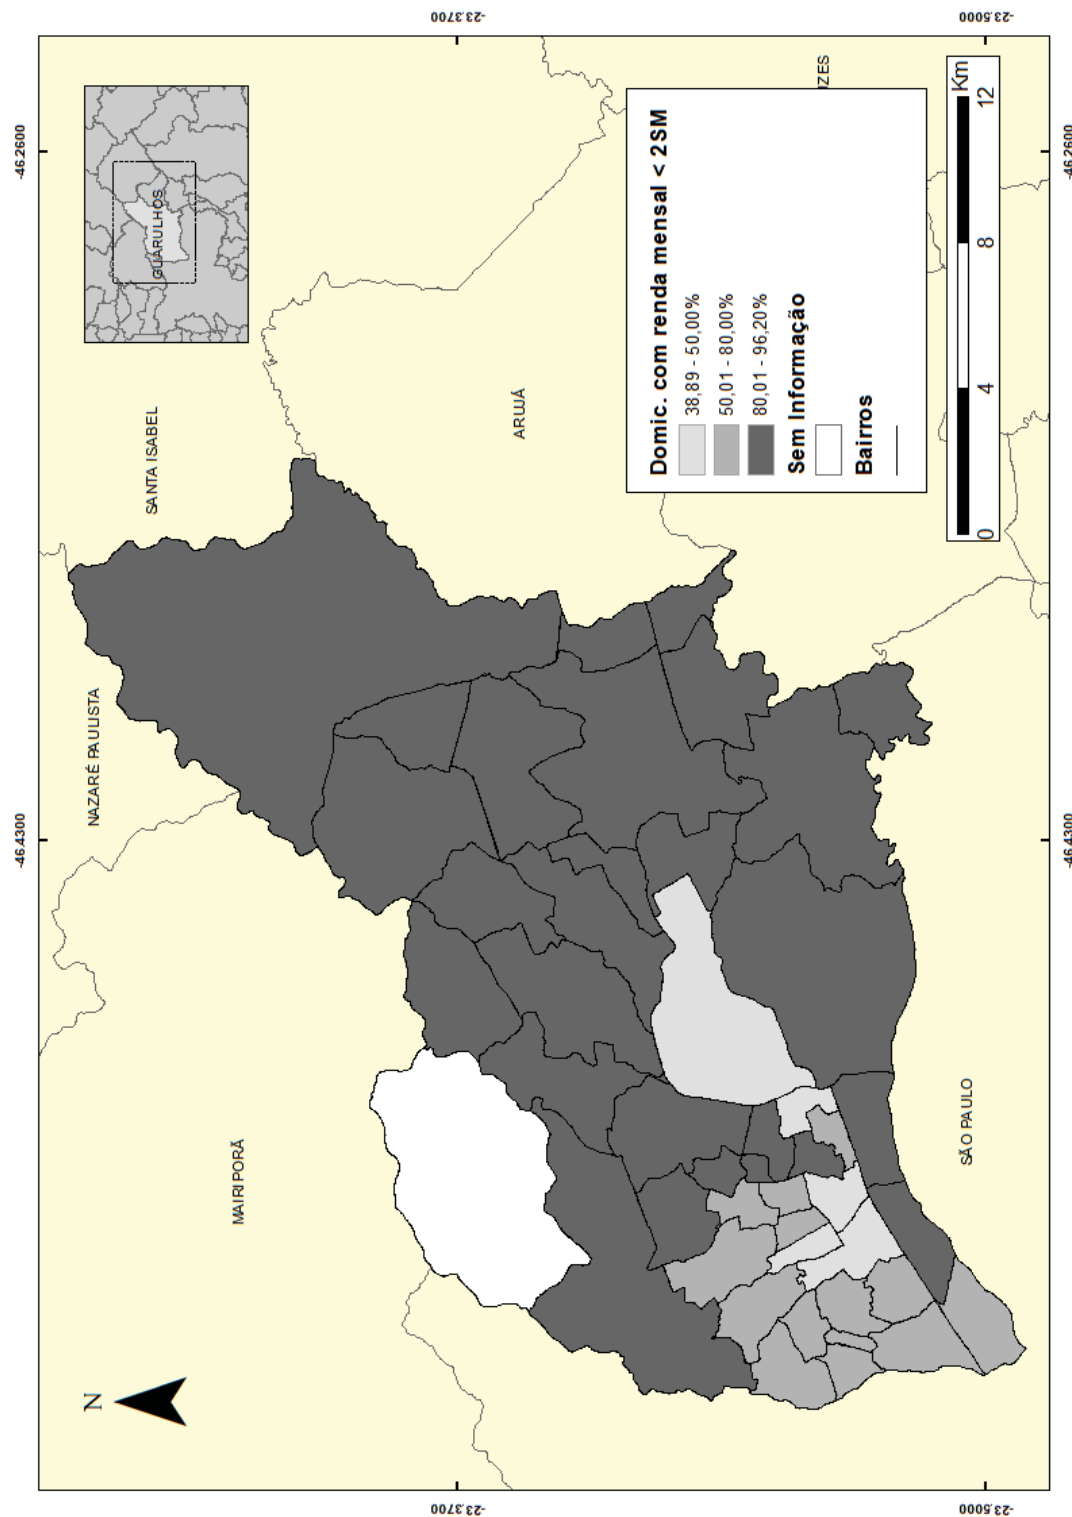 -46.4300
-46.2600
N
NAZARÉ PAULISTA
SANTA ISABEL
GUARULHOS
MAIRIPORÃ
-23.3700
-23.3700
ARUJÁ
Domic. com renda mensal < 2SM
38,89 - 50,00%
50,01 - 80,00%
80,01 - 96,20%
Sem Informação
Bairros
IZES
SÃO PAULO
Km
0 4 8 12
-23.5000
-23.5000
-46.4300
-46.2600